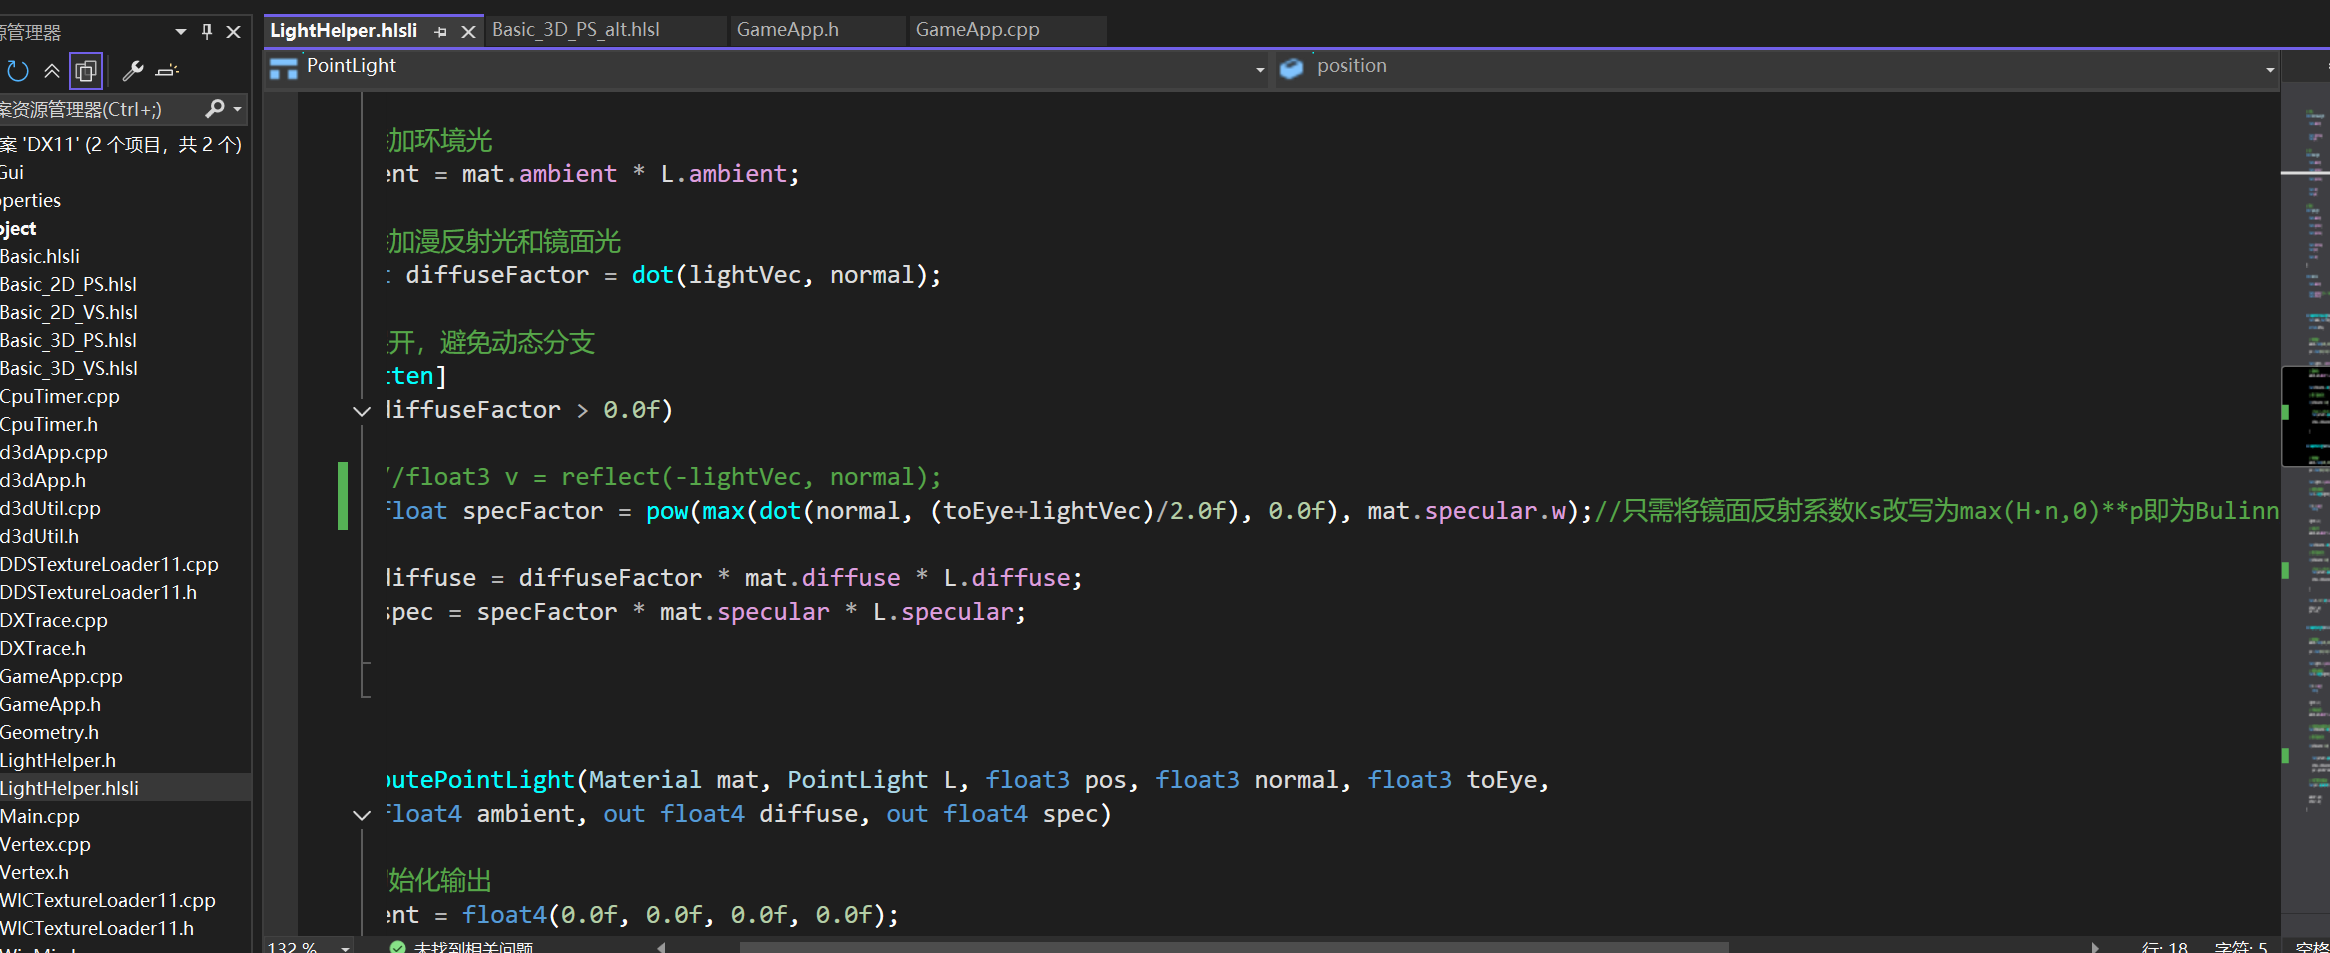 源管理器
案资源管理器(Ctrl+;)
案 'DX11' (2 个项目，共 2 个)
Gui
operties
oject
Basic.hlsli
Basic_2D_PS.hlsl
Basic_2D_VS.hlsl
Basic_3D_PS.hlsl
Basic_3D_VS.hlsl
CpuTimer.cpp
CpuTimer.h
d3dApp.cpp
d3dApp.h
d3dUtil.cpp
d3dUtil.h
DDSTextureLoader11.cpp
DDSTextureLoader11.h
DXTrace.cpp
DXTrace.h
GameApp.cpp
GameApp.h
Geometry.h
LightHelper.h
LightHelper.hlsli
Main.cpp
Vertex.cpp
Vertex.h
WICTextureLoader11.cpp
WICTextureLoader11.h
LightHelper.hlsli
Basic_3D_PS_alt.hlsl
GameApp.h
GameApp.cpp
PointLight
position
加环境光
ent = mat.ambient * L.ambient;
加漫反射光和镜面光
t diffuseFactor = dot(lightVec, normal);
开，避免动态分支
tten]
diffuseFactor > 0.0f)
//float3 v = reflect(-lightVec, normal);
float specFactor = pow(max(dot(normal, (toEye+lightVec)/2.0f), 0.0f), mat.specular.w);//只需将镜面反射系数Ks改写为max(H·n,0)**p即为Bulinn
diffuse = diffuseFactor * mat.diffuse * L.diffuse;
spec = specFactor * mat.specular * L.specular;
outePointLight(Material mat, PointLight L, float3 pos, float3 normal, float3 toEye,
float4 ambient, out float4 diffuse, out float4 spec)
始化输出
ent = float4(0.0f, 0.0f, 0.0f, 0.0f);
132 %
未找到相关问题
行: 18
字符: 5
空格